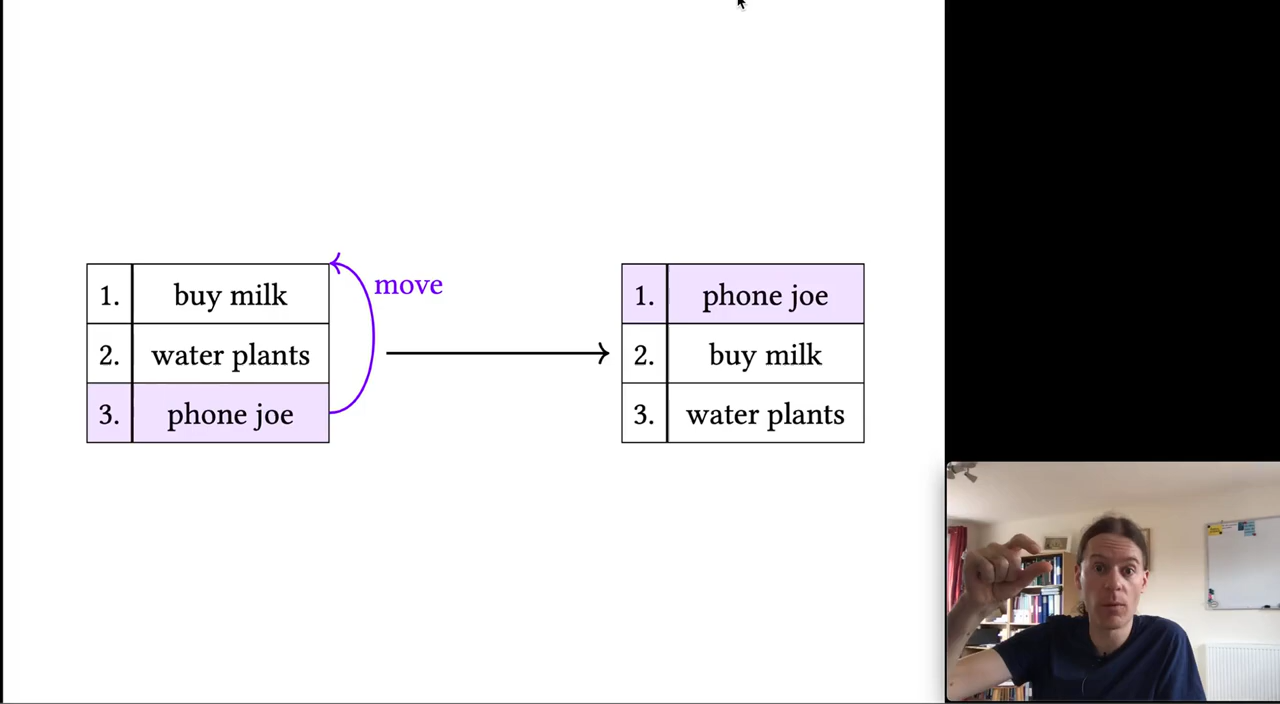 1. buy milk
2. water plants
3. phone joe
move
1. phone joe
2. buy milk
3. water plants